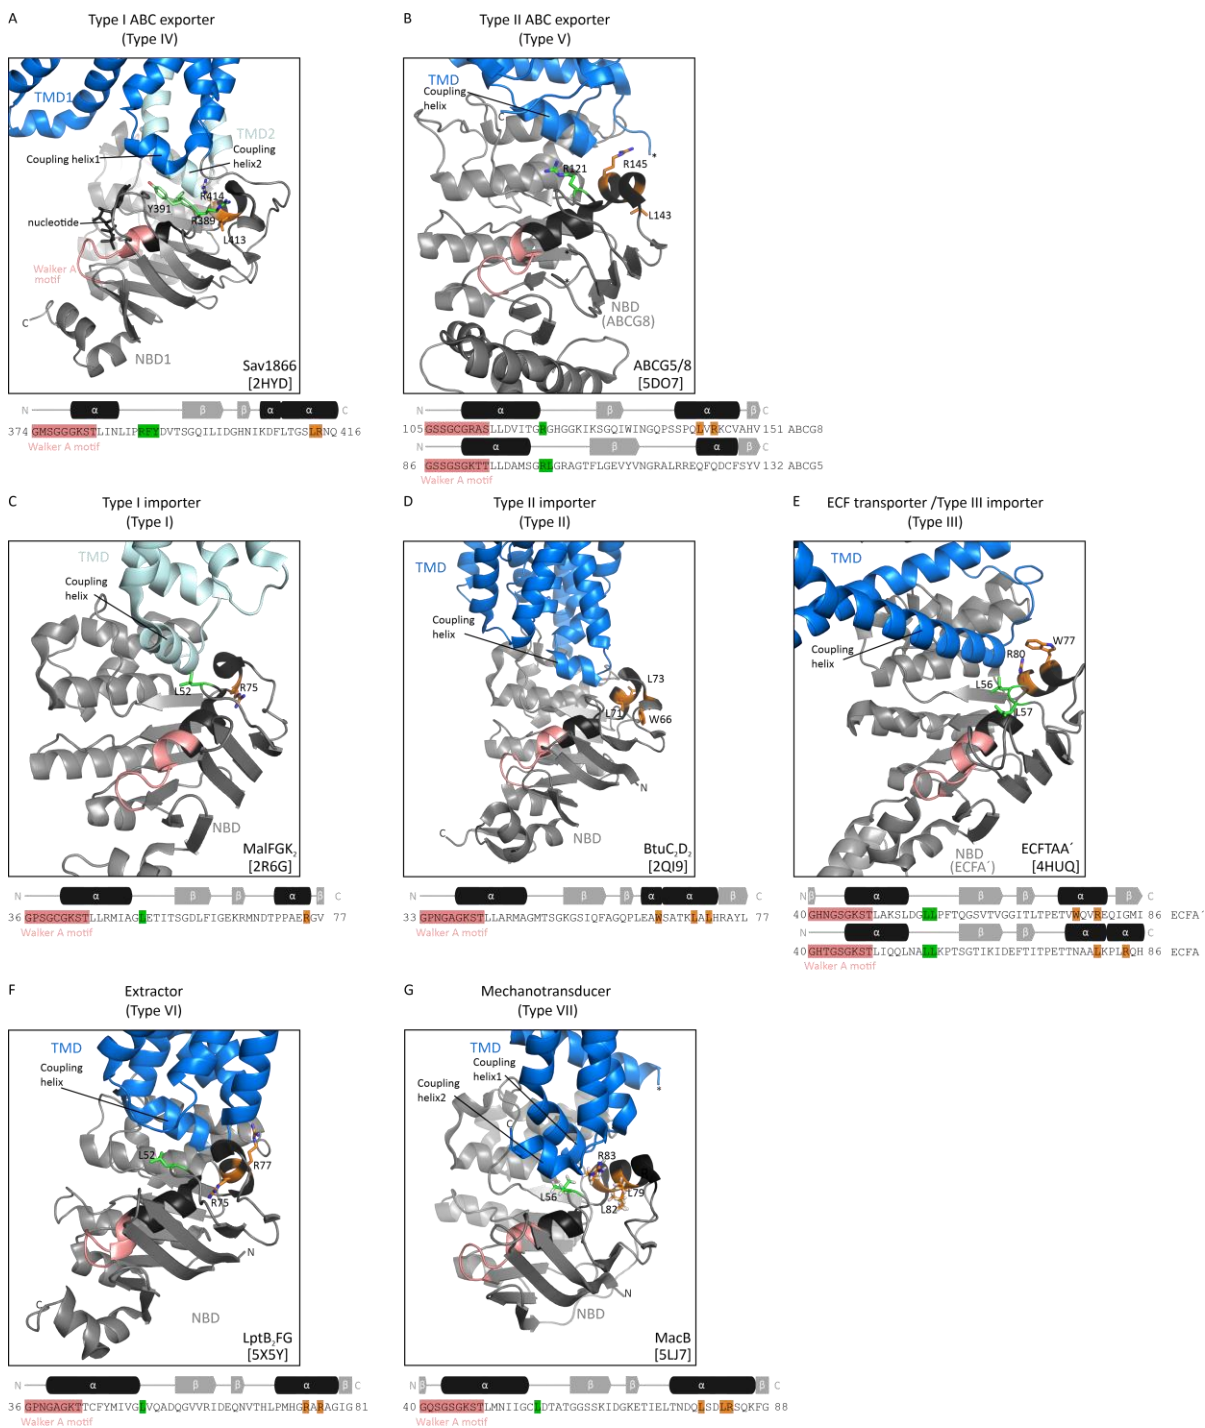 A
Type I ABC exporter
(Type IV)
TMD1
TMD2
Coupling helix1
Coupling
helix2
R414
Y391
R389
nucleotide
L413
Walker A
motif
C
NBD1
Sav1866
[2HYD]
N α β β α α C
374 GMSGGGKSTLINLIPRFYDVTSGQILIDGHNIKDFLTGSLRNQ 416
Walker A motif
B
Type II ABC exporter
(Type V)
TMD
Coupling
helix
C
*
R121
R145
L143
*
NBD
(ABCG8)
ABCG5/8
[5DO7]
N α β α β C
105 GSSGCGRASLLDVITGRGHGGKIKSGQIWINGQPSSPQLVRKCVAHV 151 ABCG8
α β α β
86 GSSGSGKTTLLDAMSGRLGRAGTFLGEVYVNGRALRREQFQDCFSYV 132 ABCG5
Walker A motif
C
Type I importer
(Type I)
TMD
Coupling
helix
L52
R75
NBD
MalFGK2
[2R6G]
N α β β α β C
36 GPSGCGKSTLLRMIAGLETITSGDLFIGEKRMNDTPPAERGV 77
Walker A motif
D
Type II importer
(Type II)
TMD
Coupling
helix
L73
L71
W66
N
C
NBD
BtuC2D2
[2QI9]
N α β β α α β C
33 GPNGAGKSTLLARMAGMTSGKGSIQFAGQPLEAWSATKLALHRAYL 77
Walker A motif
E
ECF transporter /Type III importer
(Type III)
TMD
Coupling
helix
W77
R80
L56
L57
NBD
(ECFA´)
ECFTAA´
[4HUQ]
N β α β β α β C
40 GHNGSGKSTLAKSLDGLLPFTQGSVTVGGITLTPETVWQVREQIGMI 86 ECFA´
N α β β α α C
40 GHTGSGKSTLIQQLNALLKPTSGTIKIDEFTITPETTNAALKPLRQH 86 ECFA
Walker A motif
F
Extractor
(Type VI)
TMD
Coupling
helix
L52
R77
R75
N
C
NBD
LptB2FG
[5X5Y]
N α β β α β C
36 GPNGAGKTTCFYMIVGLVQADQGVVRIDEQNVTHLPMHGRARAGIG 81
Walker A motif
G
Mechanotransducer
(Type VII)
TMD
Coupling
helix1
Coupling
helix2
*
C
R83
L56
L79
L82
N
NBD
MacB
[5LJ7]
N β α β β α β C
40 GQSGSGKSTLMNIIGCLDTATGGSSKIDGKETIELTNDQLSDLRSQKFG 88
Walker A motif